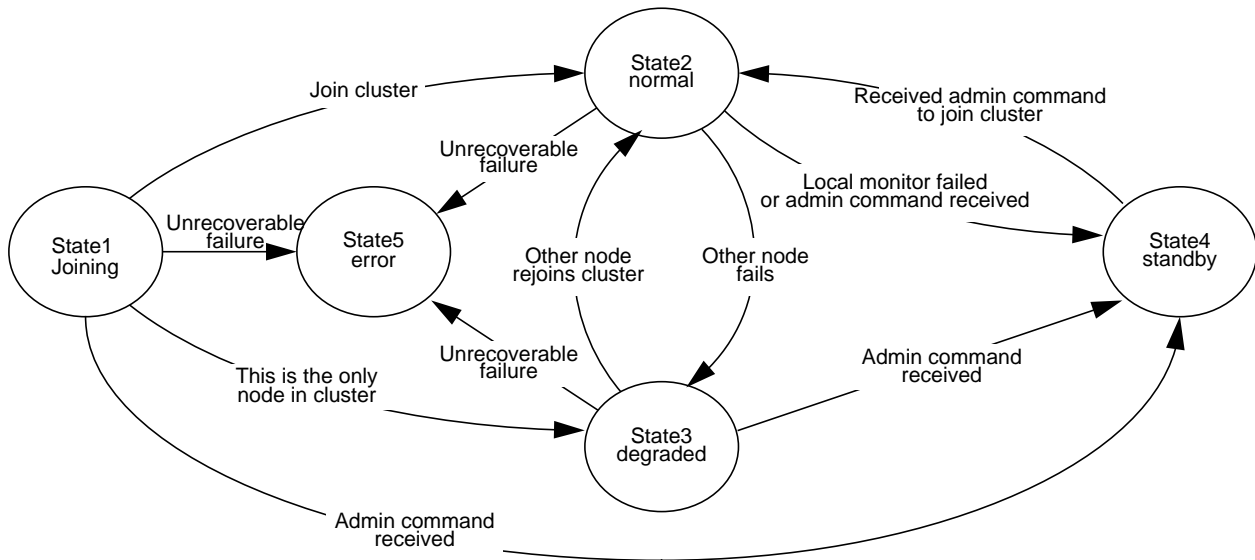 State2
normal
Join cluster
Received admin command
to join cluster
Unrecoverable
failure
Local monitor failed
or admin command received
State1
Joining
Unrecoverable
failure
State5
error
Other node
rejoins cluster
Other node
fails
State4
standby
Unrecoverable
failure
Admin command
received
This is the only
node in cluster
State3
degraded
Admin command
received